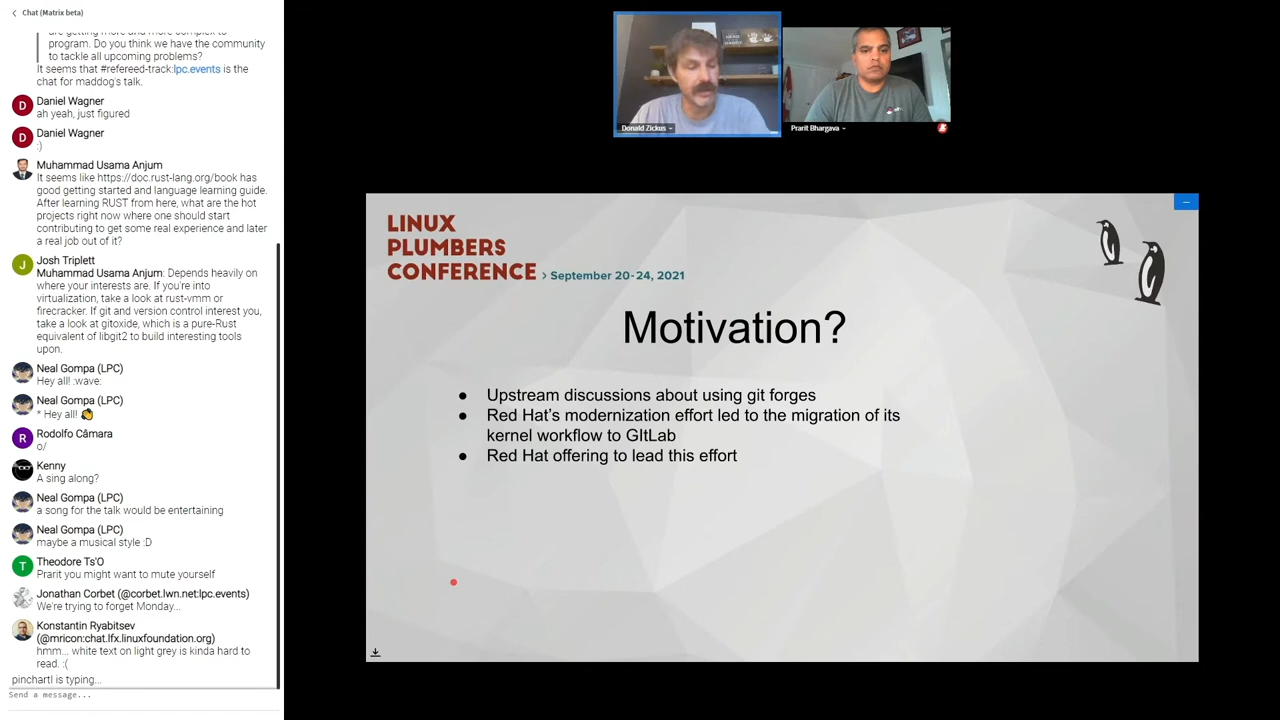 Chat (Matrix beta)
are getting more and more complex to
program. Do you think we have the community
to tackle all upcoming problems?
It seems that #refereed-track:lpc.events is the
chat for maddog's talk.
D
Daniel Wagner
ah yeah, just figured
D
Daniel Wagner
:)
Muhammad Usama Anjum
It seems like https://doc.rust-lang.org/book has
good getting started and language learning guide.
After learning RUST from here, what are the hot
projects right now where one should start
contributing to get some real experience and later
a real job out of it?
J
Josh Triplett
Muhammad Usama Anjum: Depends heavily on
where your interests are. If you're into
virtualization, take a look at rust-vmm or
firecracker. If git and version control interest you,
take a look at gitoxide, which is a pure-Rust
equivalent of libgit2 to build interesting tools
upon.
Neal Gompa (LPC)
Hey all! :wave:
Neal Gompa (LPC)
* Hey all! 👋
R
Rodolfo Câmara
o/
Kenny
A sing along?
Neal Gompa (LPC)
a song for the talk would be entertaining
Neal Gompa (LPC)
maybe a musical style :D
T
Theodore Ts'O
Prarit you might want to mute yourself
Jonathan Corbet (@corbet.lwn.net:lpc.events)
We're trying to forget Monday...
Konstantin Ryabitsev
(@mricon:chat.lfx.linuxfoundation.org)
hmm... white text on light grey is kinda hard to
read. :(
pinchartl is typing...
Send a message...
Donald Zickus
Prarit Bhargava
LINUX
PLUMBERS
CONFERENCE > September 20-24, 2021
Motivation?
● Upstream discussions about using git forges
● Red Hat's modernization effort led to the migration of its
kernel workflow to GItLab
● Red Hat offering to lead this effort